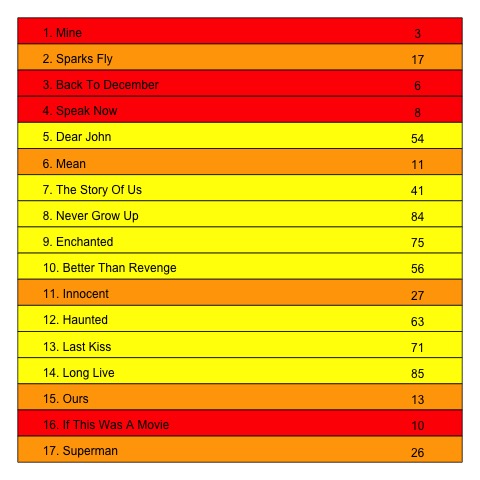 1. Mine 3
2. Sparks Fly 17
3. Back To December 6
4. Speak Now 8
5. Dear John 54
6. Mean 11
7. The Story Of Us 41
8. Never Grow Up 84
9. Enchanted 75
10. Better Than Revenge 56
11. Innocent 27
12. Haunted 63
13. Last Kiss 71
14. Long Live 85
15. Ours 13
16. If This Was A Movie 10
17. Superman 26